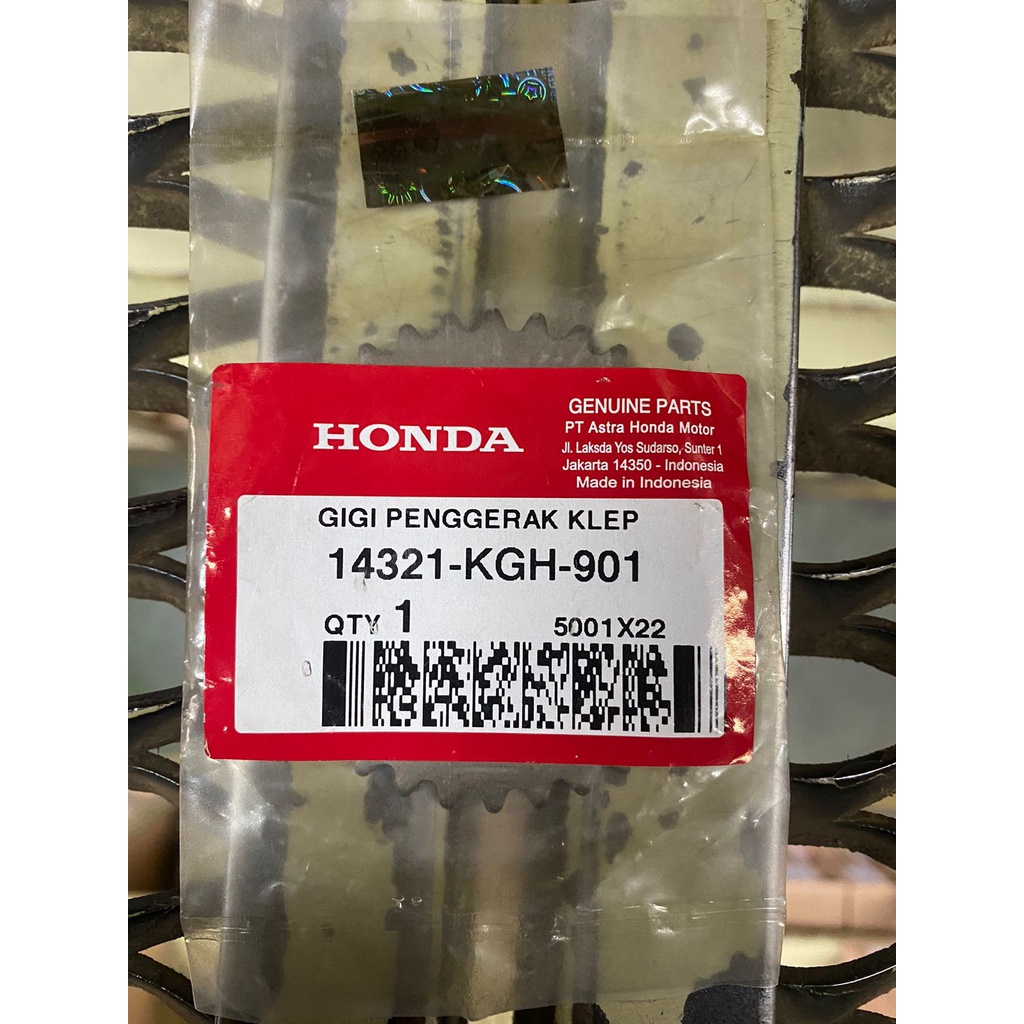 HONDA
GENUINE PARTS
PT Astra Honda Motor
Jl. Laksda Yos Sudarso, Sunter 1
Jakarta 14350 - Indonesia
Made in Indonesia
GIGI PENGGERAK KLEP
14321-KGH-901
QTY 1 5001X22